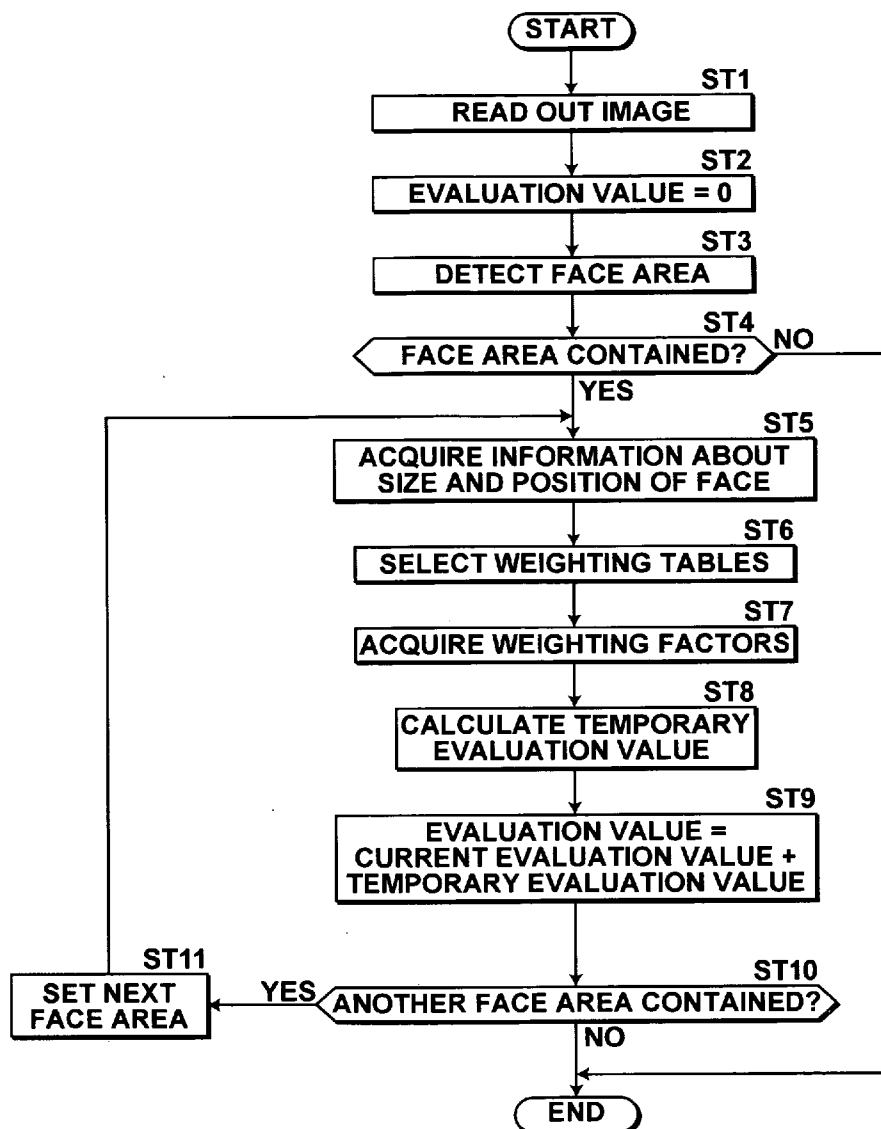 START
ST1
READ OUT IMAGE
ST2
EVALUATION VALUE = 0
ST3
DETECT FACE AREA
ST4
FACE AREA CONTAINED?
NO
YES
ST5
ACQUIRE INFORMATION ABOUT
SIZE AND POSITION OF FACE
ST6
SELECT WEIGHTING TABLES
ST7
ACQUIRE WEIGHTING FACTORS
ST8
CALCULATE TEMPORARY
EVALUATION VALUE
ST9
EVALUATION VALUE =
CURRENT EVALUATION VALUE +
TEMPORARY EVALUATION VALUE
ST10
ANOTHER FACE AREA CONTAINED?
YES
ST11
SET NEXT
FACE AREA
NO
END